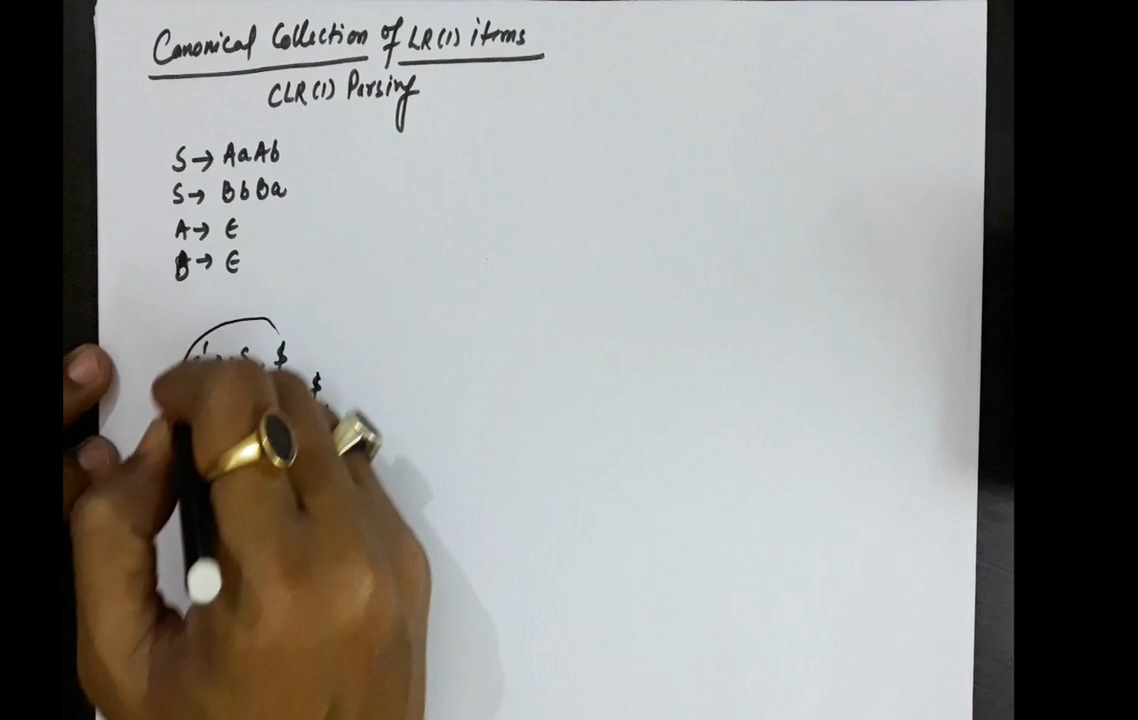 Canonical Collection of LR(1) items
CLR(1) Parsing
S → AaAb
S → BbBa
A → ε
B → ε
S, $
$